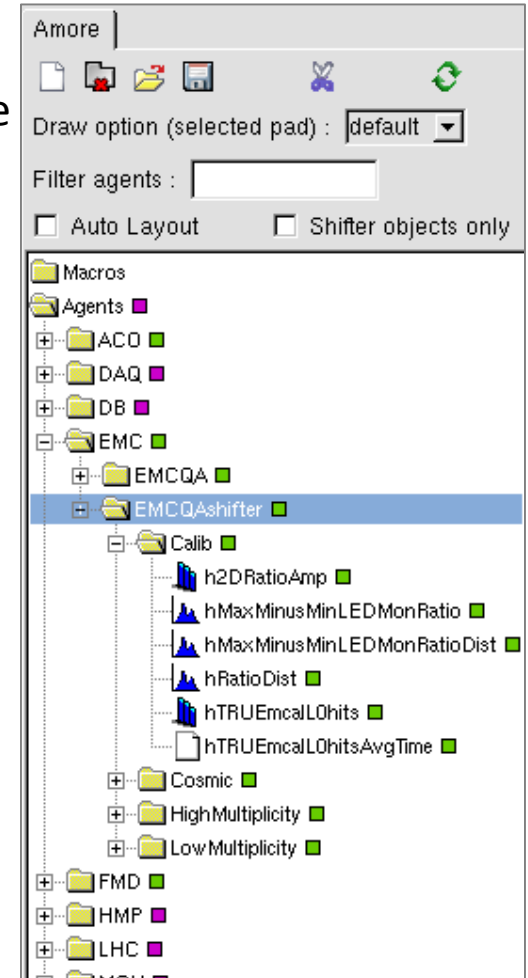 Amore
e
Draw option (selected pad) : default
Filter agents :
Auto Layout Shifter objects only
Macros
Agents
ACO
DAQ
DB
EMC
EMCQA
EMCQAshifter
Calib
h2DRatioAmp
hMaxMinusMinLEDMonRatio
hMaxMinusMinLEDMonRatioDist
hRatioDist
hTRUEmcalL0hits
hTRUEmcalL0hitsAvgTime
Cosmic
HighMultiplicity
LowMultiplicity
FMD
HMP
LHC